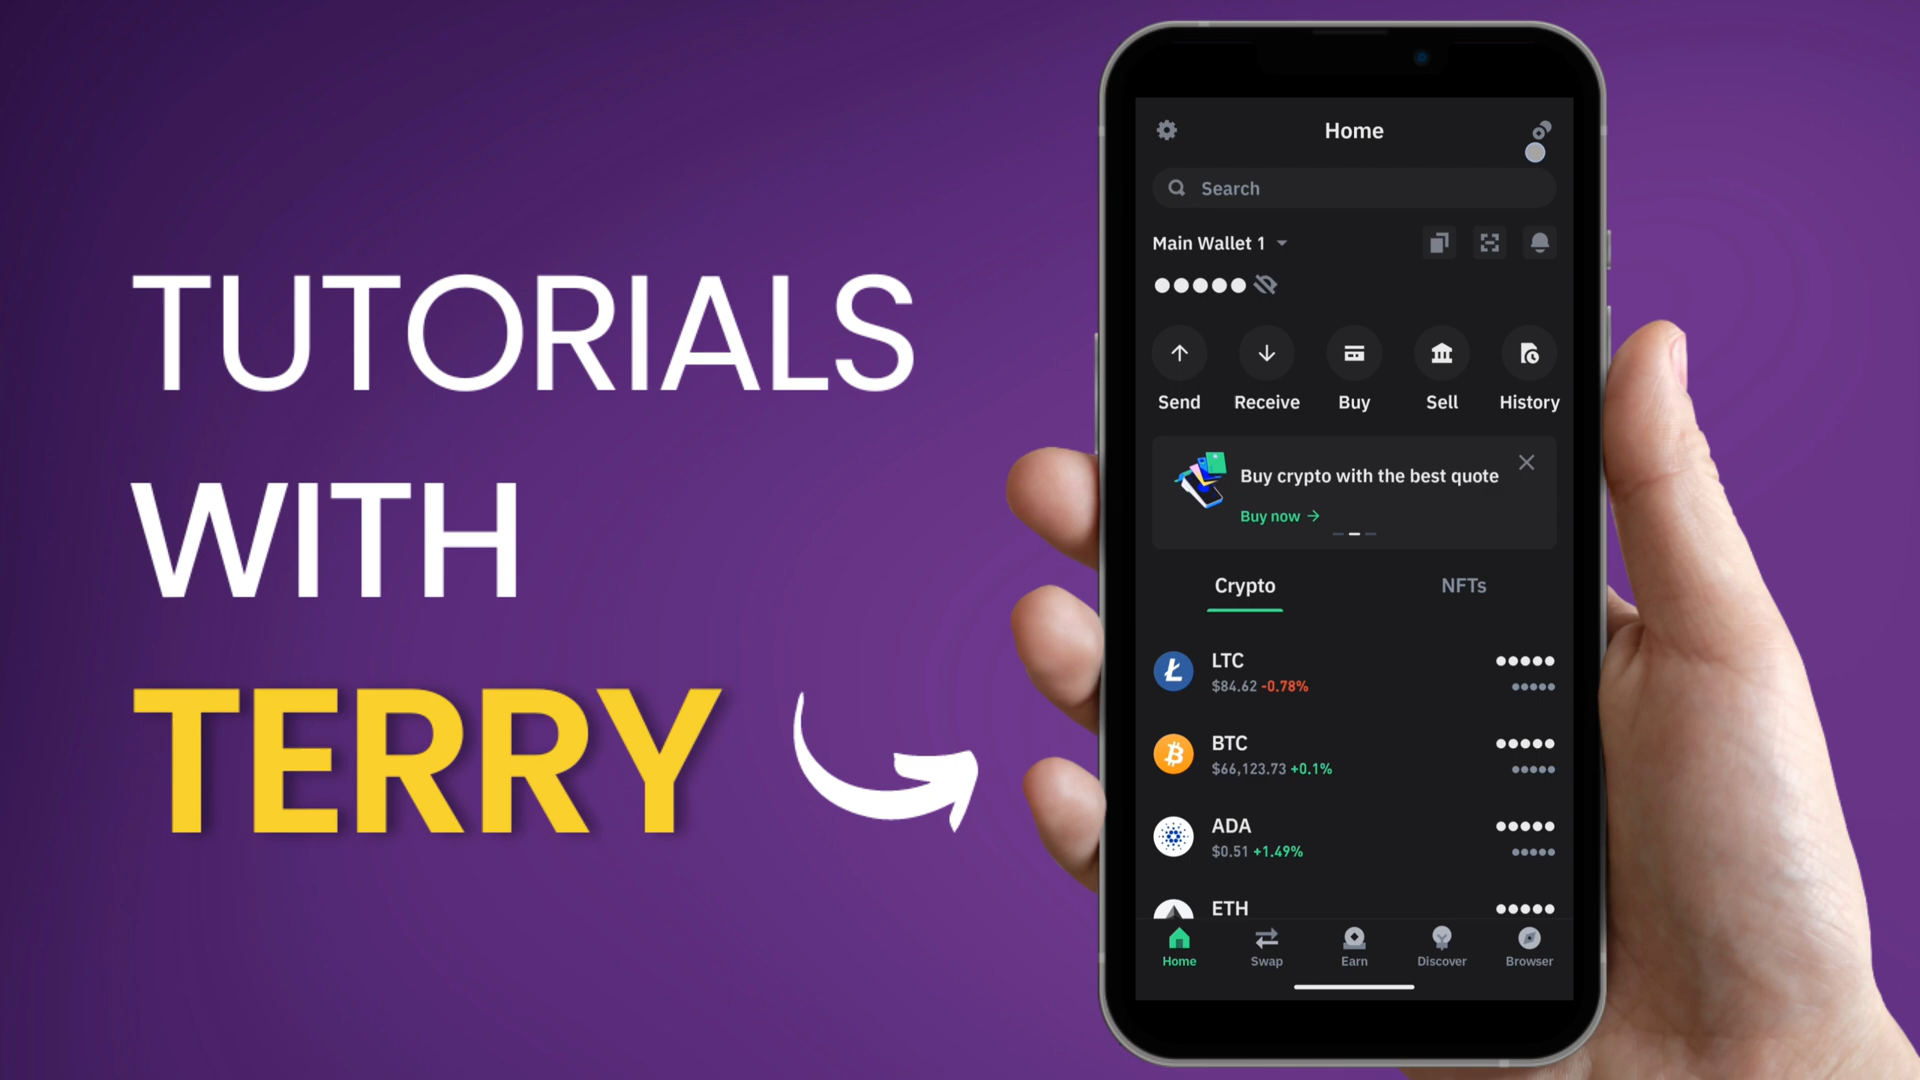 TUTORIALS
WITH
TERRY
Home
Search
Main Wallet 1
Send Receive Buy Sell History
Buy crypto with the best quote
Buy now →
Crypto NFTs
LTC
$84.62 -0.78%
BTC
$66,123.73 +0.1%
ADA
$0.51 +1.49%
ETH
Home Swap Earn Discover Browser